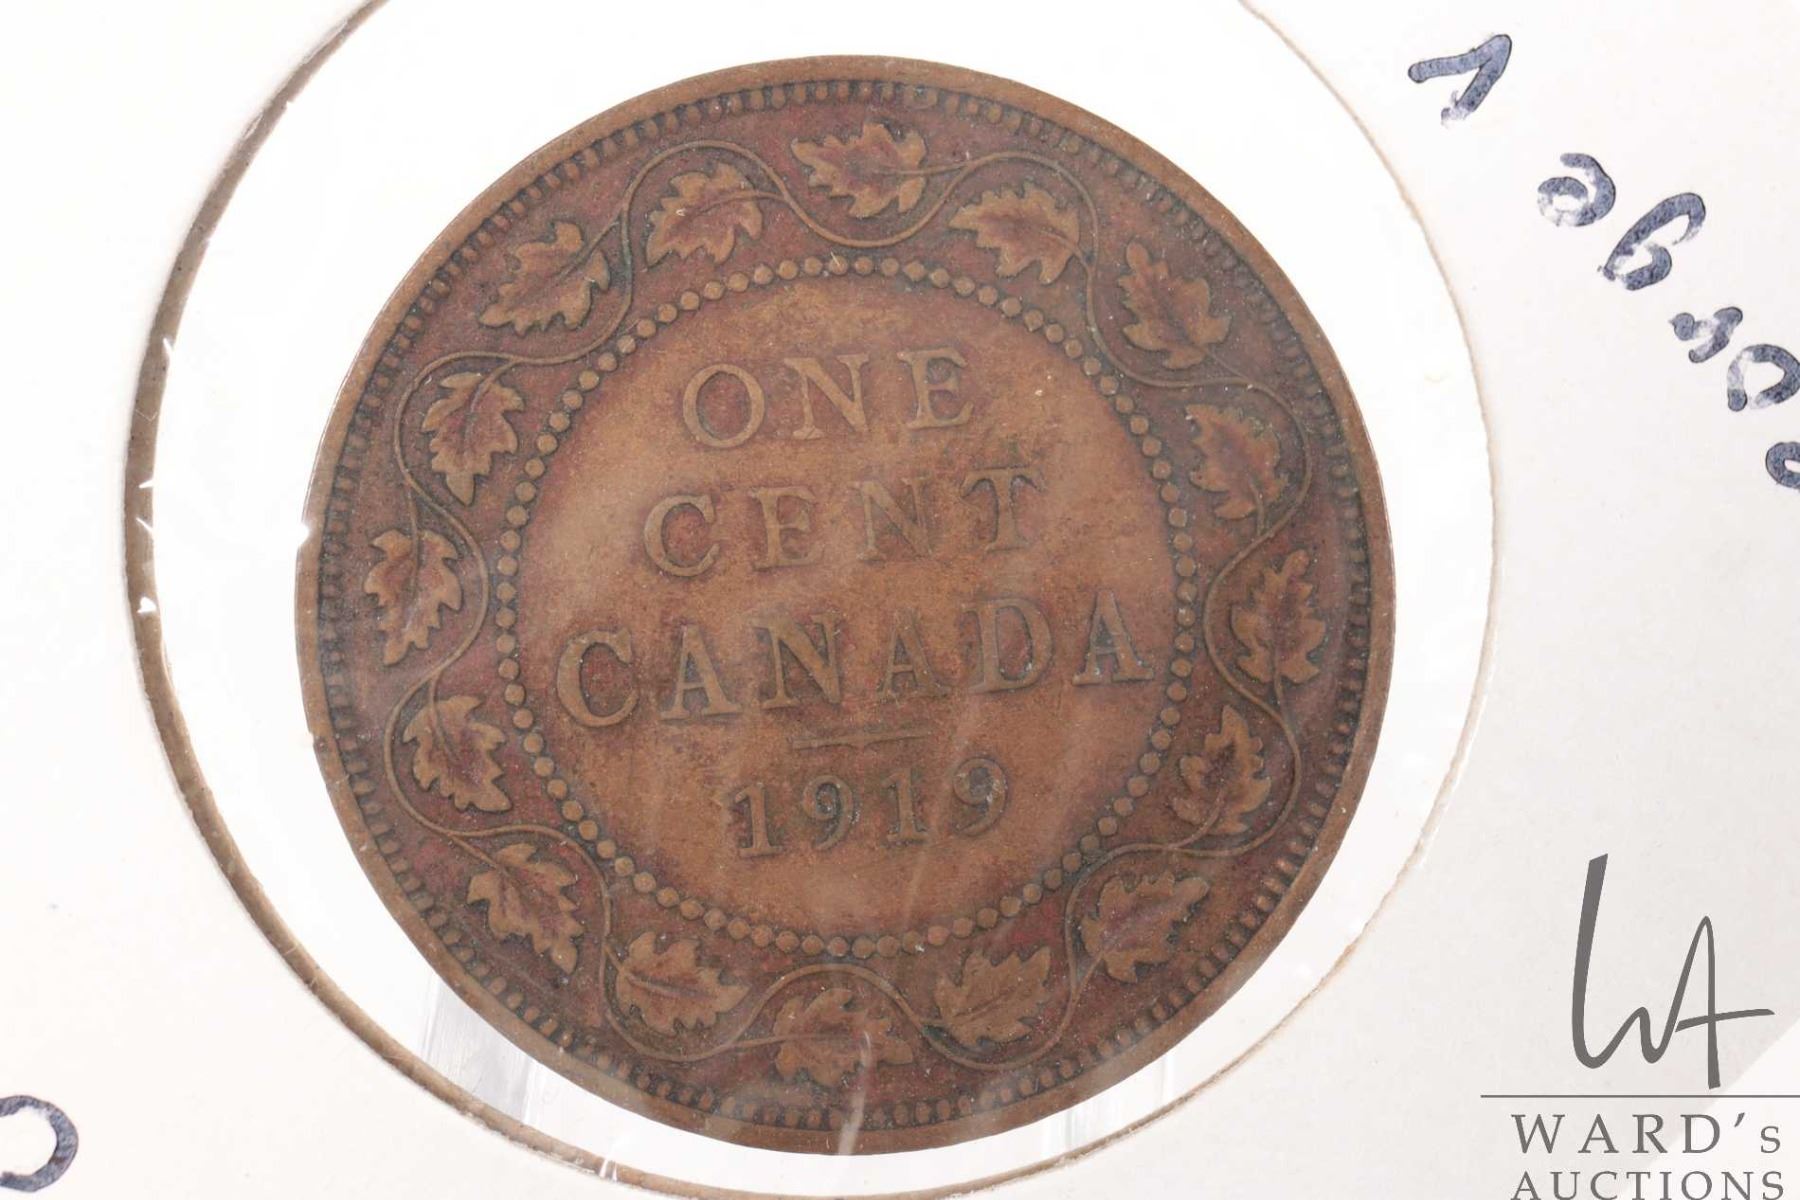 ONE
CENT
CANADA
1919
WARD's
AUCTIONS